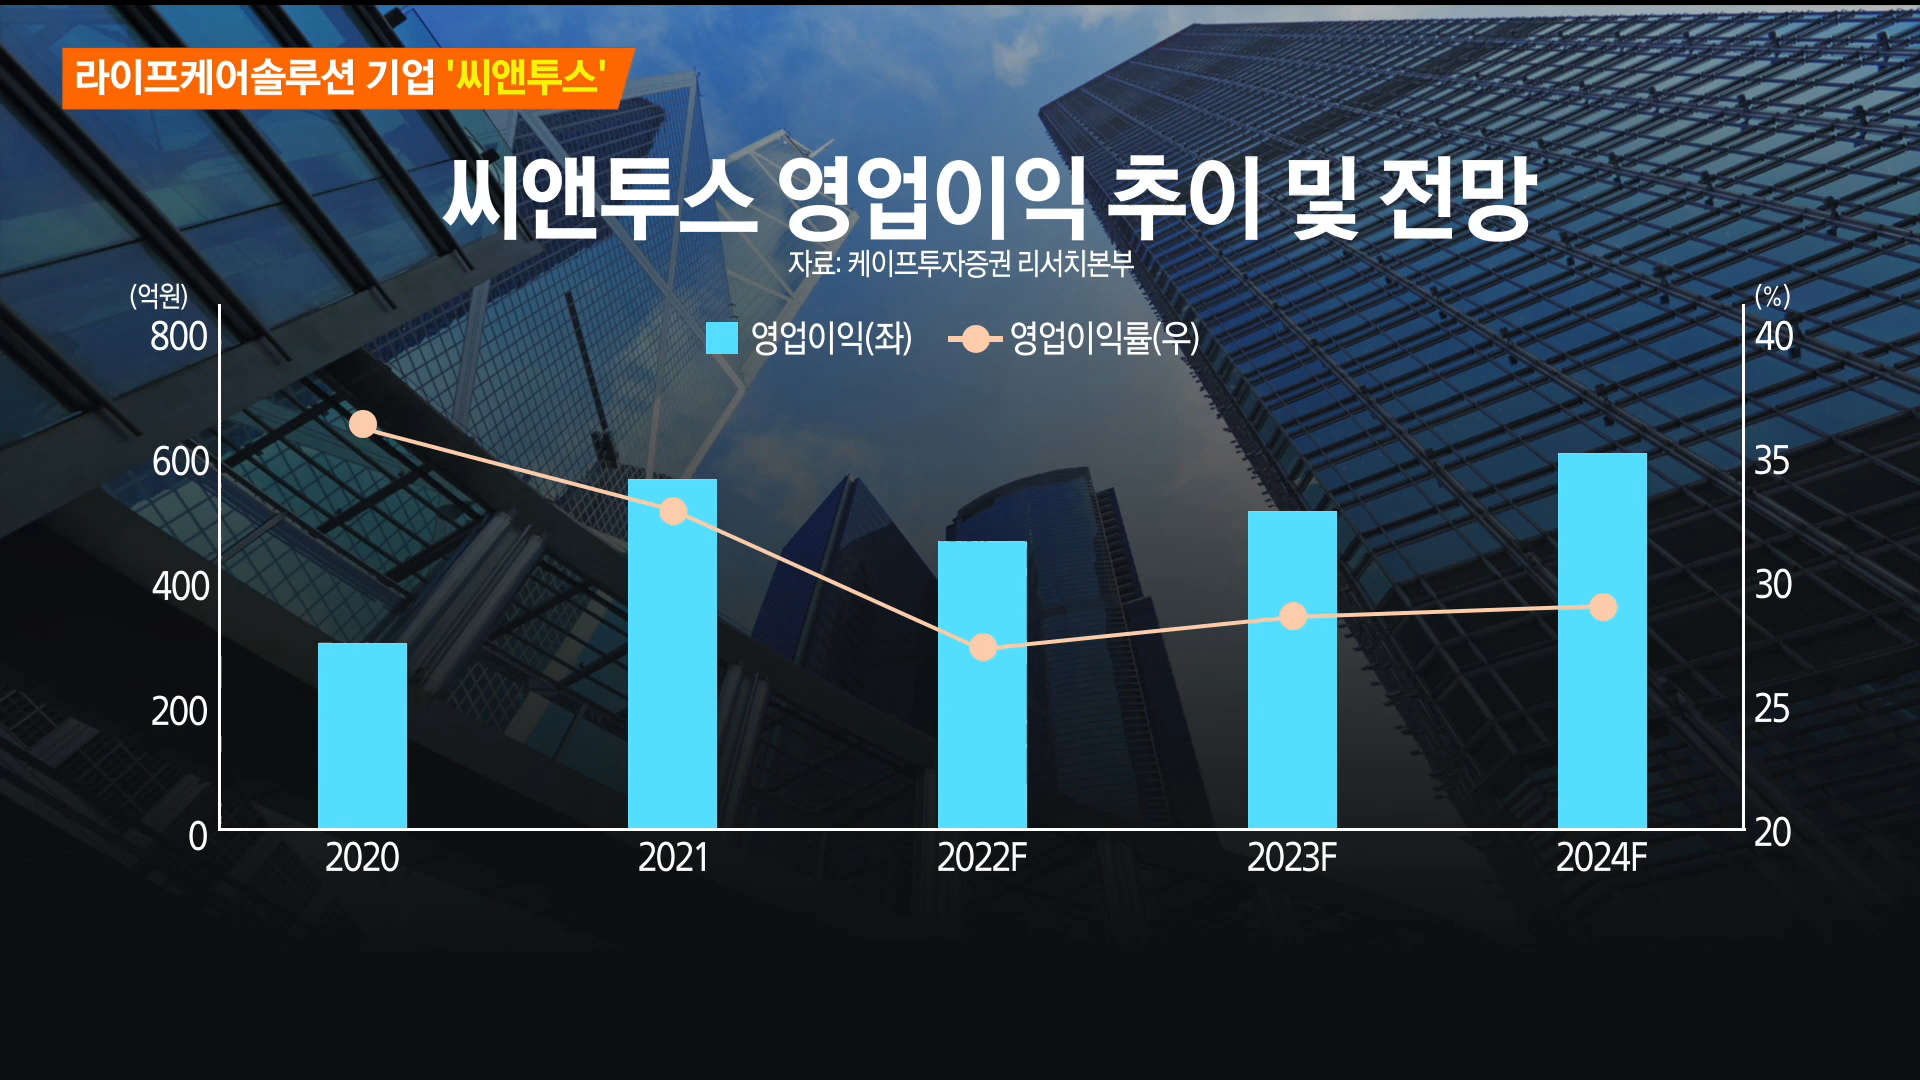 라이프케어솔루션 기업 '씨앤투스'
씨앤투스 영업이익 추이 및 전망
자료: 케이프투자증권 리서치본부
(억원)
(%)
영업이익(좌)
영업이익률(우)
800
600
400
200
0
40
35
30
25
20
2020
2021
2022F
2023F
2024F